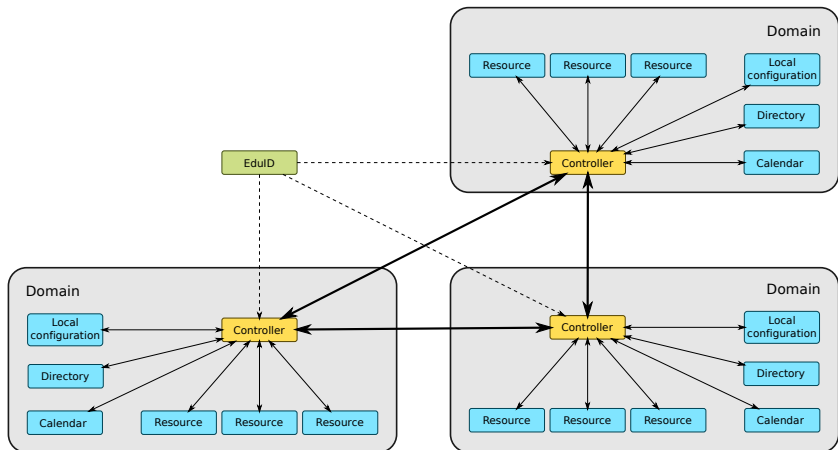 Domain
Resource
Resource
Resource
Local
configuration
Directory
Calendar
Controller
EduID
Domain
Local
configuration
Controller
Directory
Calendar
Resource
Resource
Resource
Domain
Controller
Local
configuration
Directory
Resource
Resource
Resource
Calendar